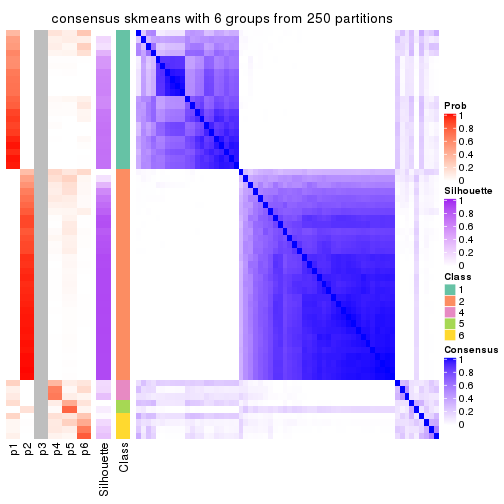 consensus skmeans with 6 groups from 250 partitions
Prob
1
0.8
0.6
0.4
0.2
0
Silhouette
1
0.8
0.6
0.4
0.2
0
Class
1
2
4
5
6
Consensus
1
0.8
0.6
0.4
0.2
0
p1
p2
p3
p4
p5
p6
Silhouette
Class